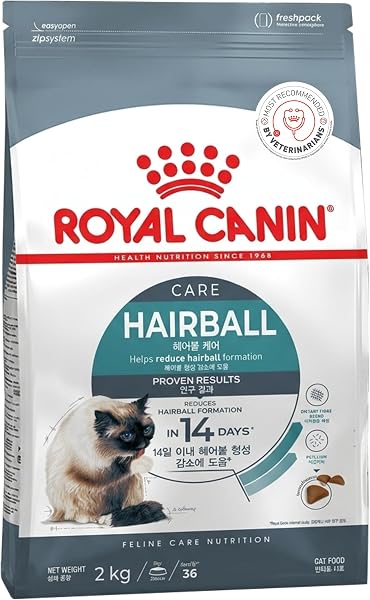 easyopen
zipsystem
freshpack
MOST RECOMMENDED
BY VETERINARIANS
ROYAL CANIN®
HEALTH NUTRITION SINCE 1968
CARE
HAIRBALL
헤어볼 케어
Helps reduce hairball formation
헤어볼 형성 감소에 도움
PROVEN RESULTS
연구 결과
REDUCES
HAIRBALL FORMATION
IN 14 DAYS*
14일 이내 헤어볼 형성
감소에 도움*
PSYLLIUM
FELINE CARE NUTRITION
NET WEIGHT
2 kg
36
CAT FOOD